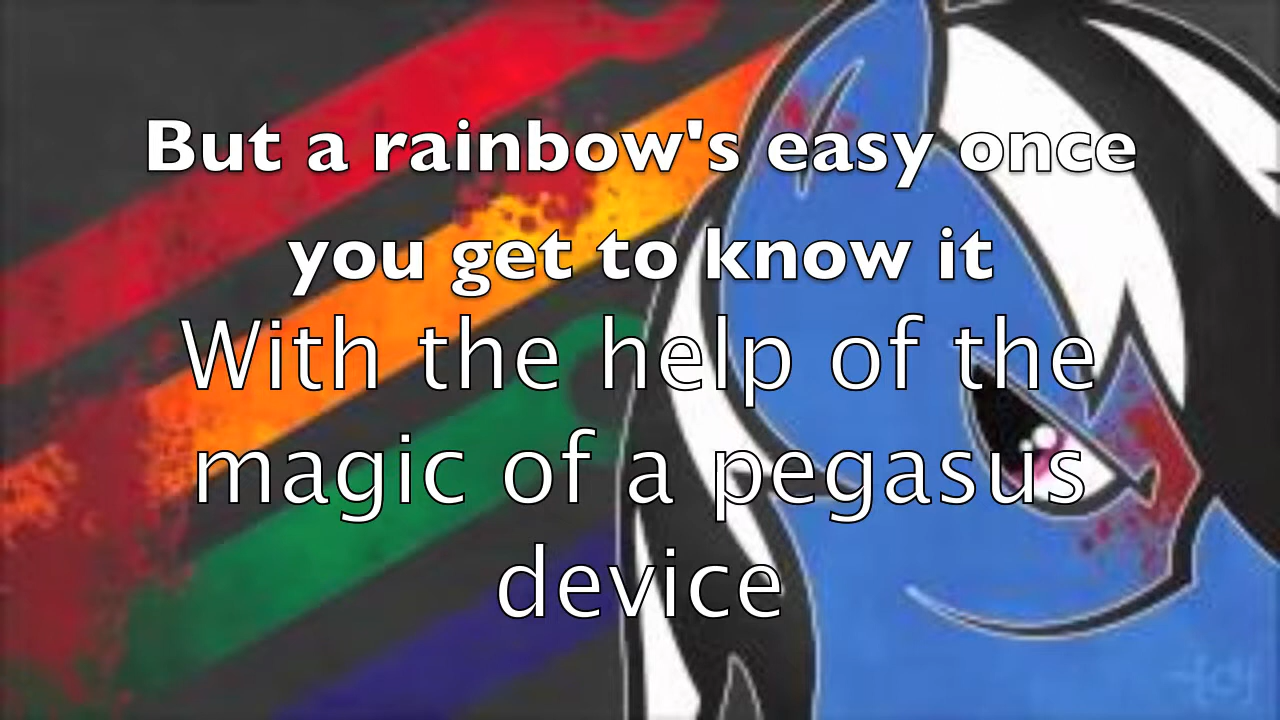 But a rainbow's easy once
you get to know it
With the help of the
magic of a pegasus
device